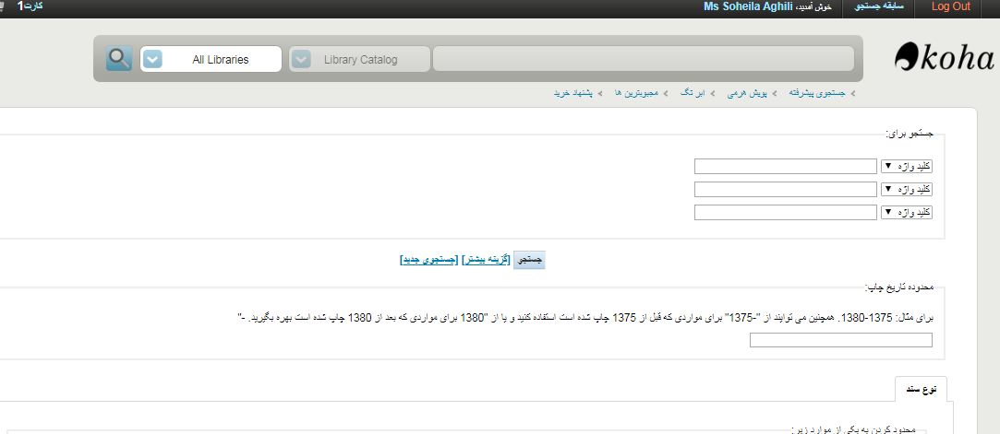 Log Out
سابقه جستجو
خوش آمدید، Ms Soheila Aghili
کارت1
koha
Library Catalog
All Libraries
جستجوی پیشرفته
پویش هرمی
ابر تگ
محبوبترین ها
پشنهاد خرید
جستجو برای:
کلید واژه
کلید واژه
کلید واژه
جستجو [گزینه بیشتر] [جستجوی جدید]
محدوده تاریخ چاپ:
برای مثال: 1375-1380. همچنین می توایند از "-1375" برای مواردی که قبل از 1375 چاپ شده است استفاده کنید و یا از "1380 برای مواردی که بعد از 1380 چاپ شده است بهره بگیرید. -"
نوع سند
محدود کردن به یکی از موارد زیر: